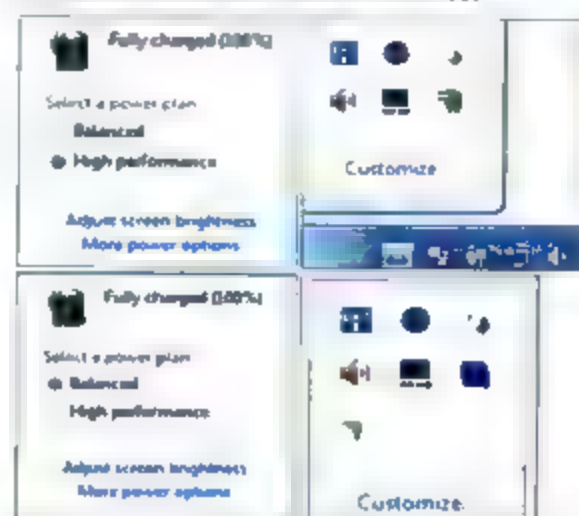 Fully charged (100%)
Select a power plan
Balanced
High performance
Adjust screen brightness
More power options
Customize
Fully charged (100%)
Select a power plan
Balanced
High performance
Adjust screen brightness
More power options
Customize